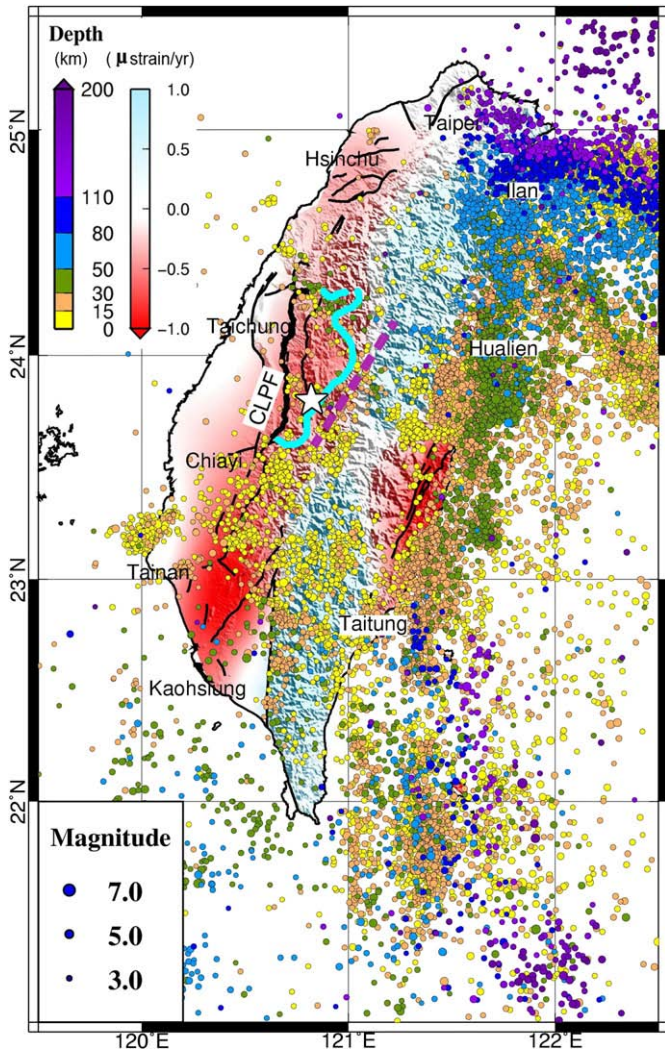 Depth
(km) ( μ strain/yr)
200 1.0
0.5
110
0.0
80
50 −0.5
30
15
0 −1.0
25°N
24°N
23°N
22°N
Taipei
Hsinchu
Ilan
Taichung
Hualien
CLPF
Chiayi
Tainan
Taitung
Kaohsiung
Magnitude
7.0
5.0
3.0
120°E 121°E 122°E